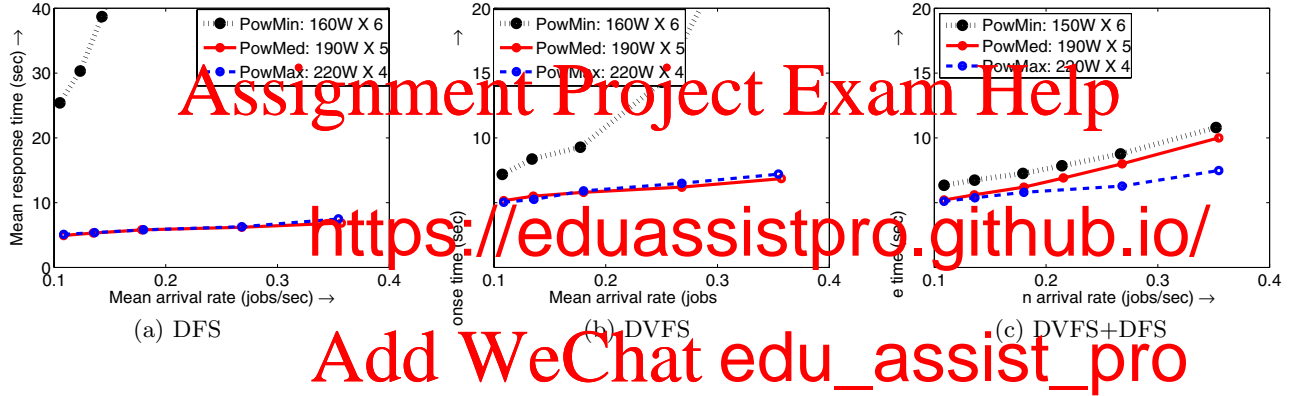 40
30
20
10
0
Mean response time (sec) →
PowMin: 160W X 6
PowMed: 190W X 5
PowMax: 220W X 4
0.1 0.2 0.3 0.4
Mean arrival rate (jobs/sec) →
(a) DFS
20
15
10
onse time (sec) →
PowMin: 160W X 6
PowMed: 190W X 5
PowMax: 220W X 4
0.1 0.2 0.3 0.4
Mean arrival rate (jobs
(b) DVFS
20
15
10
e time (sec) →
PowMin: 150W X 6
PowMed: 190W X 5
PowMax: 220W X 4
0.1 0.2 0.3 0.4
n arrival rate (jobs/sec) →
(c) DVFS+DFS
Assignment Project Exam Help
https://eduassistpro.github.io/
Add WeChat edu_assist_pro